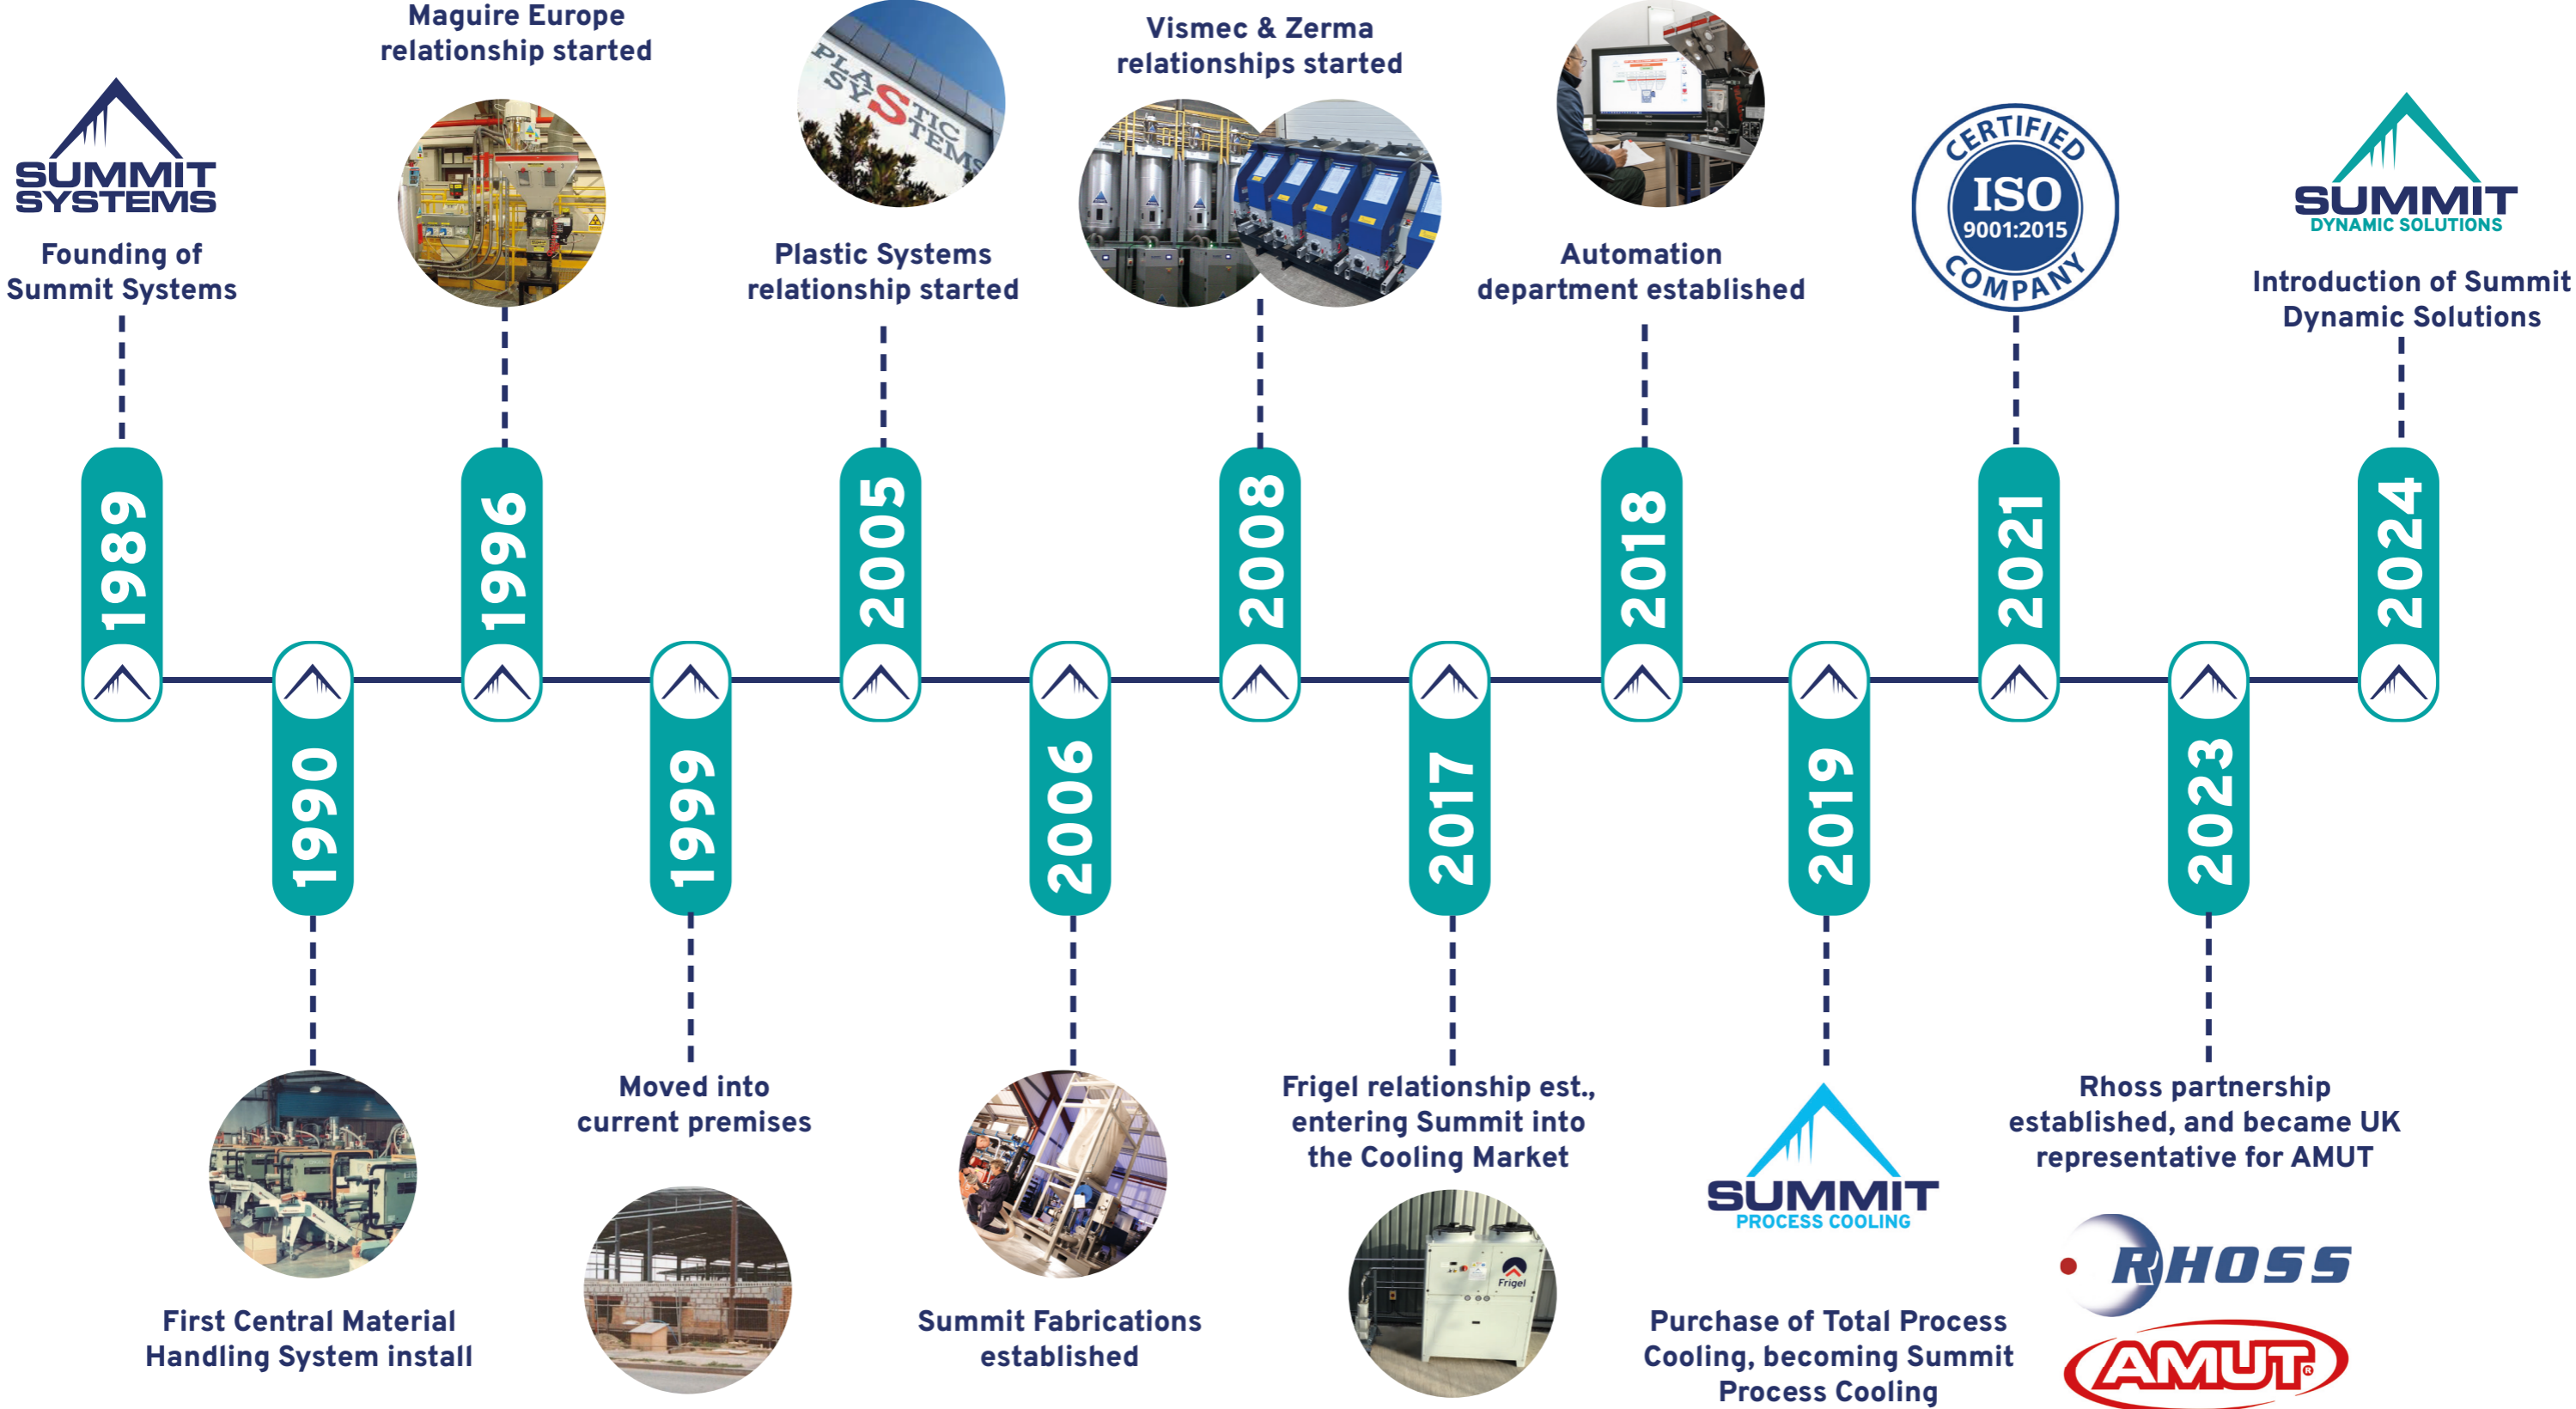 SUMMIT
SYSTEMS
Founding of
Summit Systems
1989
1990
First Central Material
Handling System install
Maguire Europe
relationship started
1996
1999
Moved into
current premises
PLASTIC
SYSTEMS
Plastic Systems
relationship started
2005
2006
Summit Fabrications
established
Vismec & Zerma
relationships started
2008
2017
Frigel relationship est.,
entering Summit into
the Cooling Market
Frigel
Automation
department established
2018
2019
SUMMIT
PROCESS COOLING
Purchase of Total Process
Cooling, becoming Summit
Process Cooling
CERTIFIED
ISO
9001:2015
COMPANY
2021
2023
Rhoss partnership
established, and became UK
representative for AMUT
RHOSS
AMUT®
SUMMIT
DYNAMIC SOLUTIONS
Introduction of Summit
Dynamic Solutions
2024